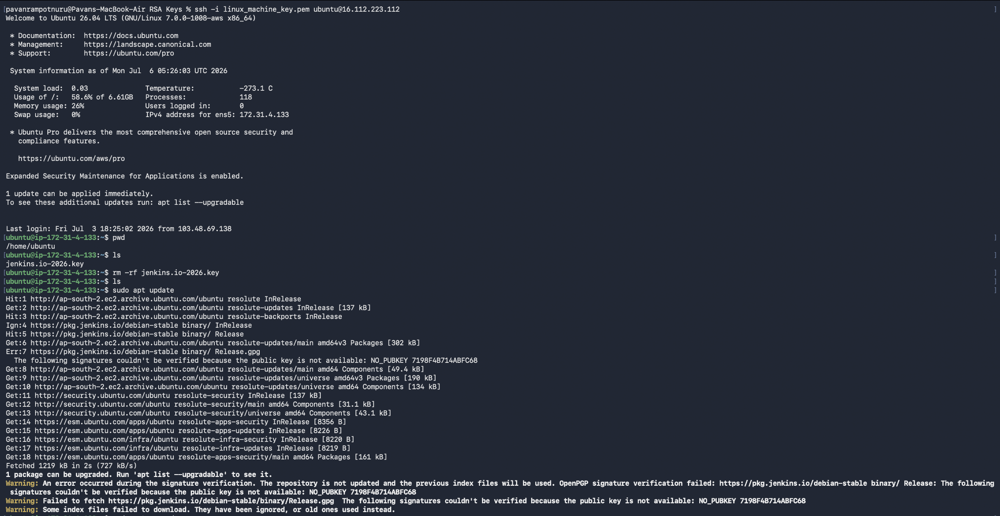 [pavanrampotnuru@Pavans-MacBook-Air RSA Keys % ssh -i linux_machine_key.pem ubuntu@16.112.223.112 ]
Welcome to Ubuntu 26.04 LTS (GNU/Linux 7.0.0-1008-aws x86_64)
* Documentation: https://docs.ubuntu.com
* Management: https://landscape.canonical.com
* Support: https://ubuntu.com/pro
System information as of Mon Jul 6 05:26:03 UTC 2026
System load: 0.03 Temperature: -273.1 C
Usage of /: 58.6% of 6.61GB Processes: 118
Memory usage: 26% Users logged in: 0
Swap usage: 0% IPv4 address for ens5: 172.31.4.133
* Ubuntu Pro delivers the most comprehensive open source security and
compliance features.
https://ubuntu.com/aws/pro
Expanded Security Maintenance for Applications is enabled.
1 update can be applied immediately.
To see these additional updates run: apt list --upgradable
Last login: Fri Jul 3 18:25:02 2026 from 103.48.69.138
[ubuntu@ip-172-31-4-133:~$ pwd ]
/home/ubuntu
[ubuntu@ip-172-31-4-133:~$ ls ]
jenkins.io-2026.key
[ubuntu@ip-172-31-4-133:~$ rm -rf jenkins.io-2026.key ]
[ubuntu@ip-172-31-4-133:~$ ls ]
[ubuntu@ip-172-31-4-133:~$ sudo apt update ]
Hit:1 http://ap-south-2.ec2.archive.ubuntu.com/ubuntu resolute InRelease
Get:2 http://ap-south-2.ec2.archive.ubuntu.com/ubuntu resolute-updates InRelease [137 kB]
Hit:3 http://ap-south-2.ec2.archive.ubuntu.com/ubuntu resolute-backports InRelease
Ign:4 https://pkg.jenkins.io/debian-stable binary/ InRelease
Hit:5 https://pkg.jenkins.io/debian-stable binary/ Release
Get:6 http://ap-south-2.ec2.archive.ubuntu.com/ubuntu resolute-updates/main amd64v3 Packages [302 kB]
Err:7 https://pkg.jenkins.io/debian-stable binary/ Release.gpg
The following signatures couldn't be verified because the public key is not available: NO_PUBKEY 7198F4B714ABFC68
Get:8 http://ap-south-2.ec2.archive.ubuntu.com/ubuntu resolute-updates/main amd64 Components [49.4 kB]
Get:9 http://ap-south-2.ec2.archive.ubuntu.com/ubuntu resolute-updates/universe amd64v3 Packages [190 kB]
Get:10 http://ap-south-2.ec2.archive.ubuntu.com/ubuntu resolute-updates/universe amd64 Components [134 kB]
Get:11 http://security.ubuntu.com/ubuntu resolute-security InRelease [137 kB]
Get:12 http://security.ubuntu.com/ubuntu resolute-security/main amd64 Components [31.1 kB]
Get:13 http://security.ubuntu.com/ubuntu resolute-security/universe amd64 Components [43.1 kB]
Get:14 https://esm.ubuntu.com/apps/ubuntu resolute-apps-security InRelease [8356 B]
Get:15 https://esm.ubuntu.com/apps/ubuntu resolute-apps-updates InRelease [8226 B]
Get:16 https://esm.ubuntu.com/infra/ubuntu resolute-infra-security InRelease [8220 B]
Get:17 https://esm.ubuntu.com/infra/ubuntu resolute-infra-updates InRelease [8219 B]
Get:18 https://esm.ubuntu.com/apps/ubuntu resolute-apps-security/main amd64 Packages [161 kB]
Fetched 1219 kB in 2s (727 kB/s)
1 package can be upgraded. Run 'apt list --upgradable' to see it.
Warning: An error occurred during the signature verification. The repository is not updated and the previous index files will be used. OpenPGP signature verification failed: https://pkg.jenkins.io/debian-stable binary/ Release: The following
signatures couldn't be verified because the public key is not available: NO_PUBKEY 7198F4B714ABFC68
Warning: Failed to fetch https://pkg.jenkins.io/debian-stable/binary/Release.gpg The following signatures couldn't be verified because the public key is not available: NO_PUBKEY 7198F4B714ABFC68
Warning: Some index files failed to download. They have been ignored, or old ones used instead.